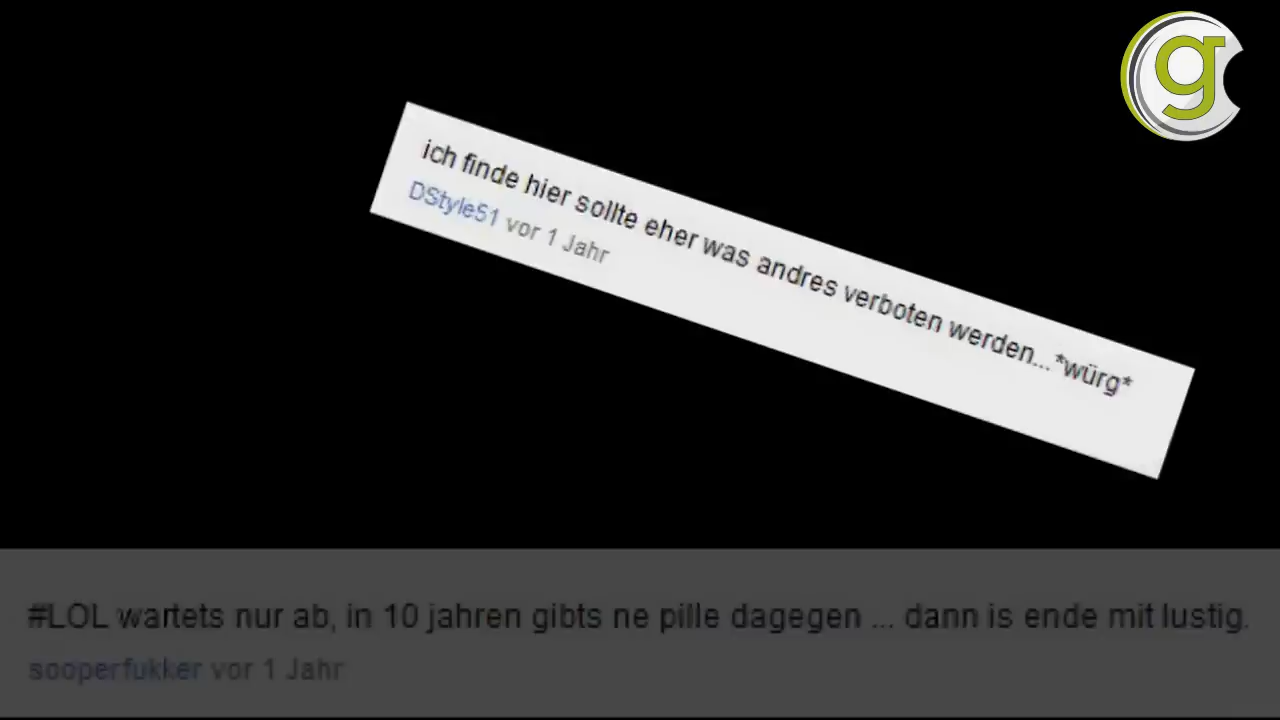 g
ich finde hier sollte eher was andres verboten werden...*würg*
DStyle51 vor 1 Jahr
#LOL wartets nur ab, in 10 jahren gibts ne pille dagegen ... dann is ende mit lustig.
sooperfukker vor 1 Jahr